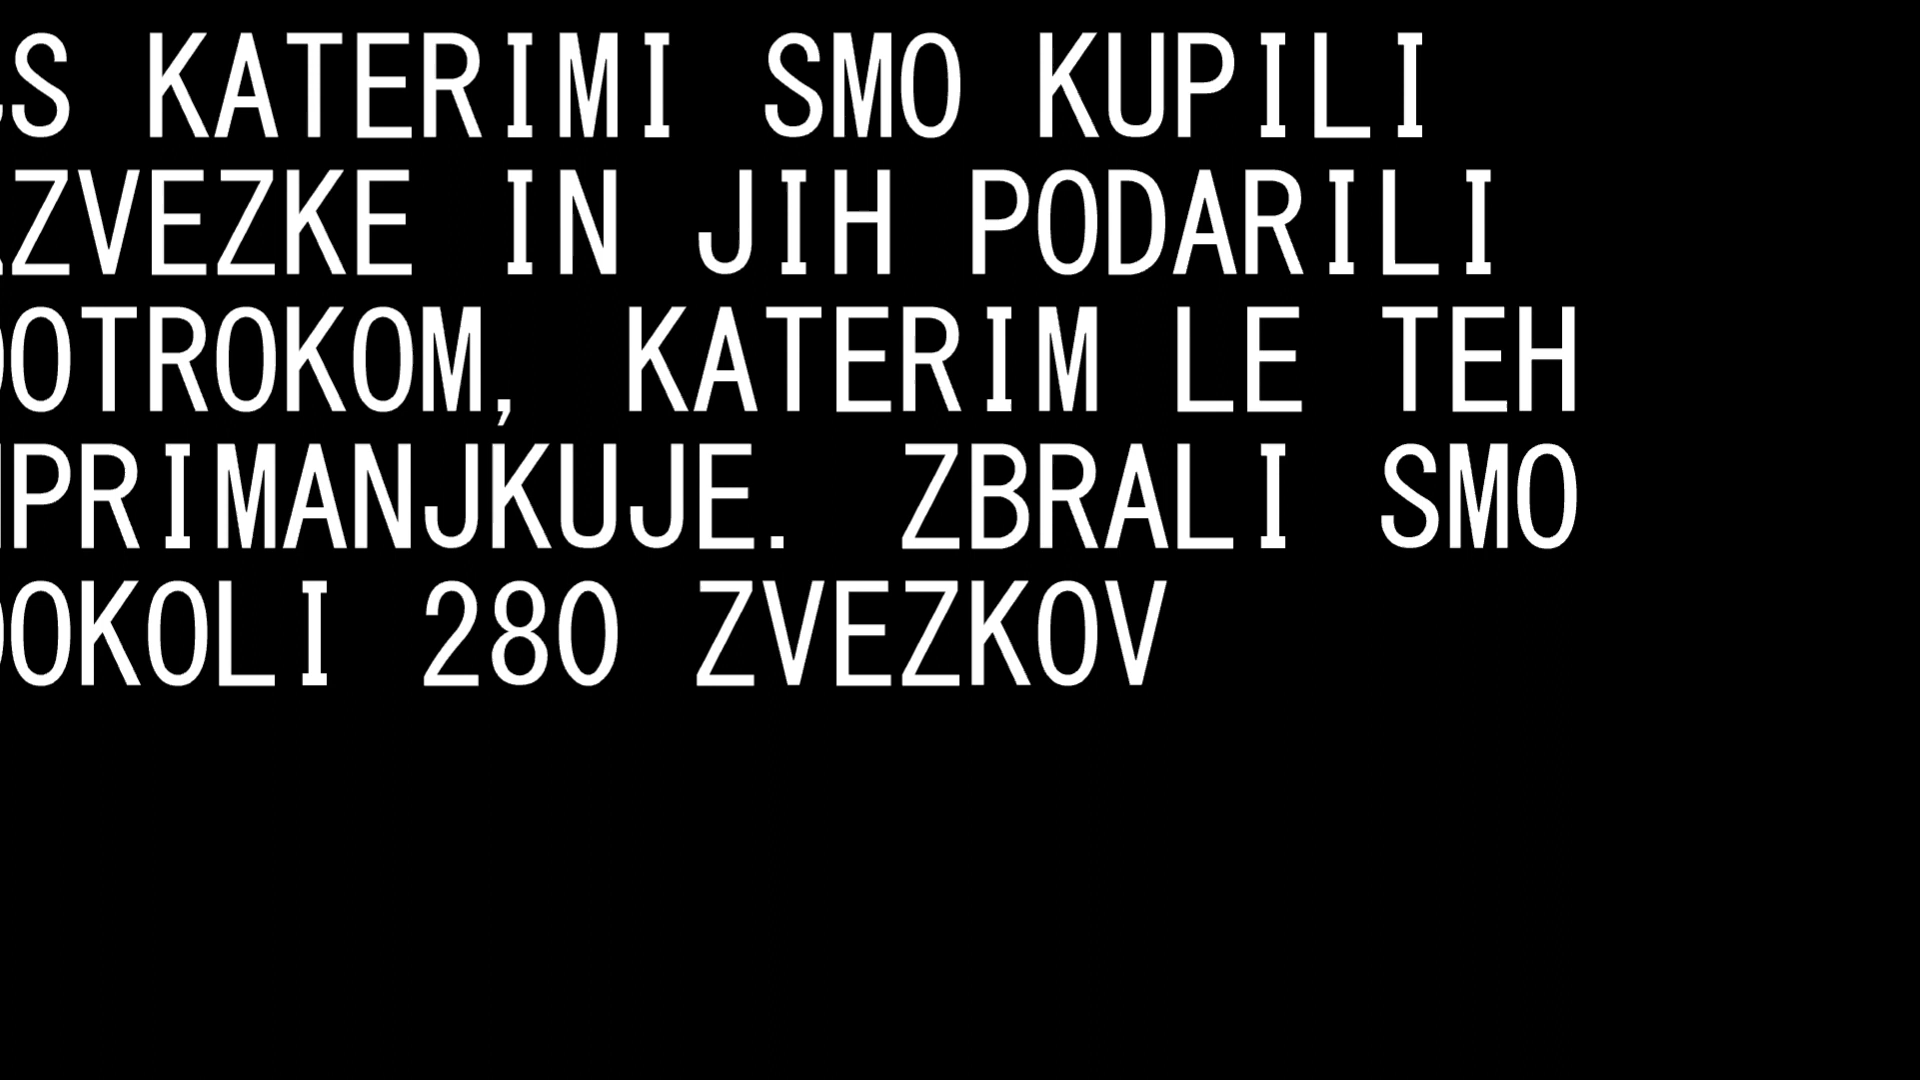 S KATERIMI SMO KUPILI
ZVEZKE IN JIH PODARILI
OTROKOM, KATERIM LE TEH
PRIMANJKUJE. ZBRALI SMO
OKOLI 280 ZVEZKOV